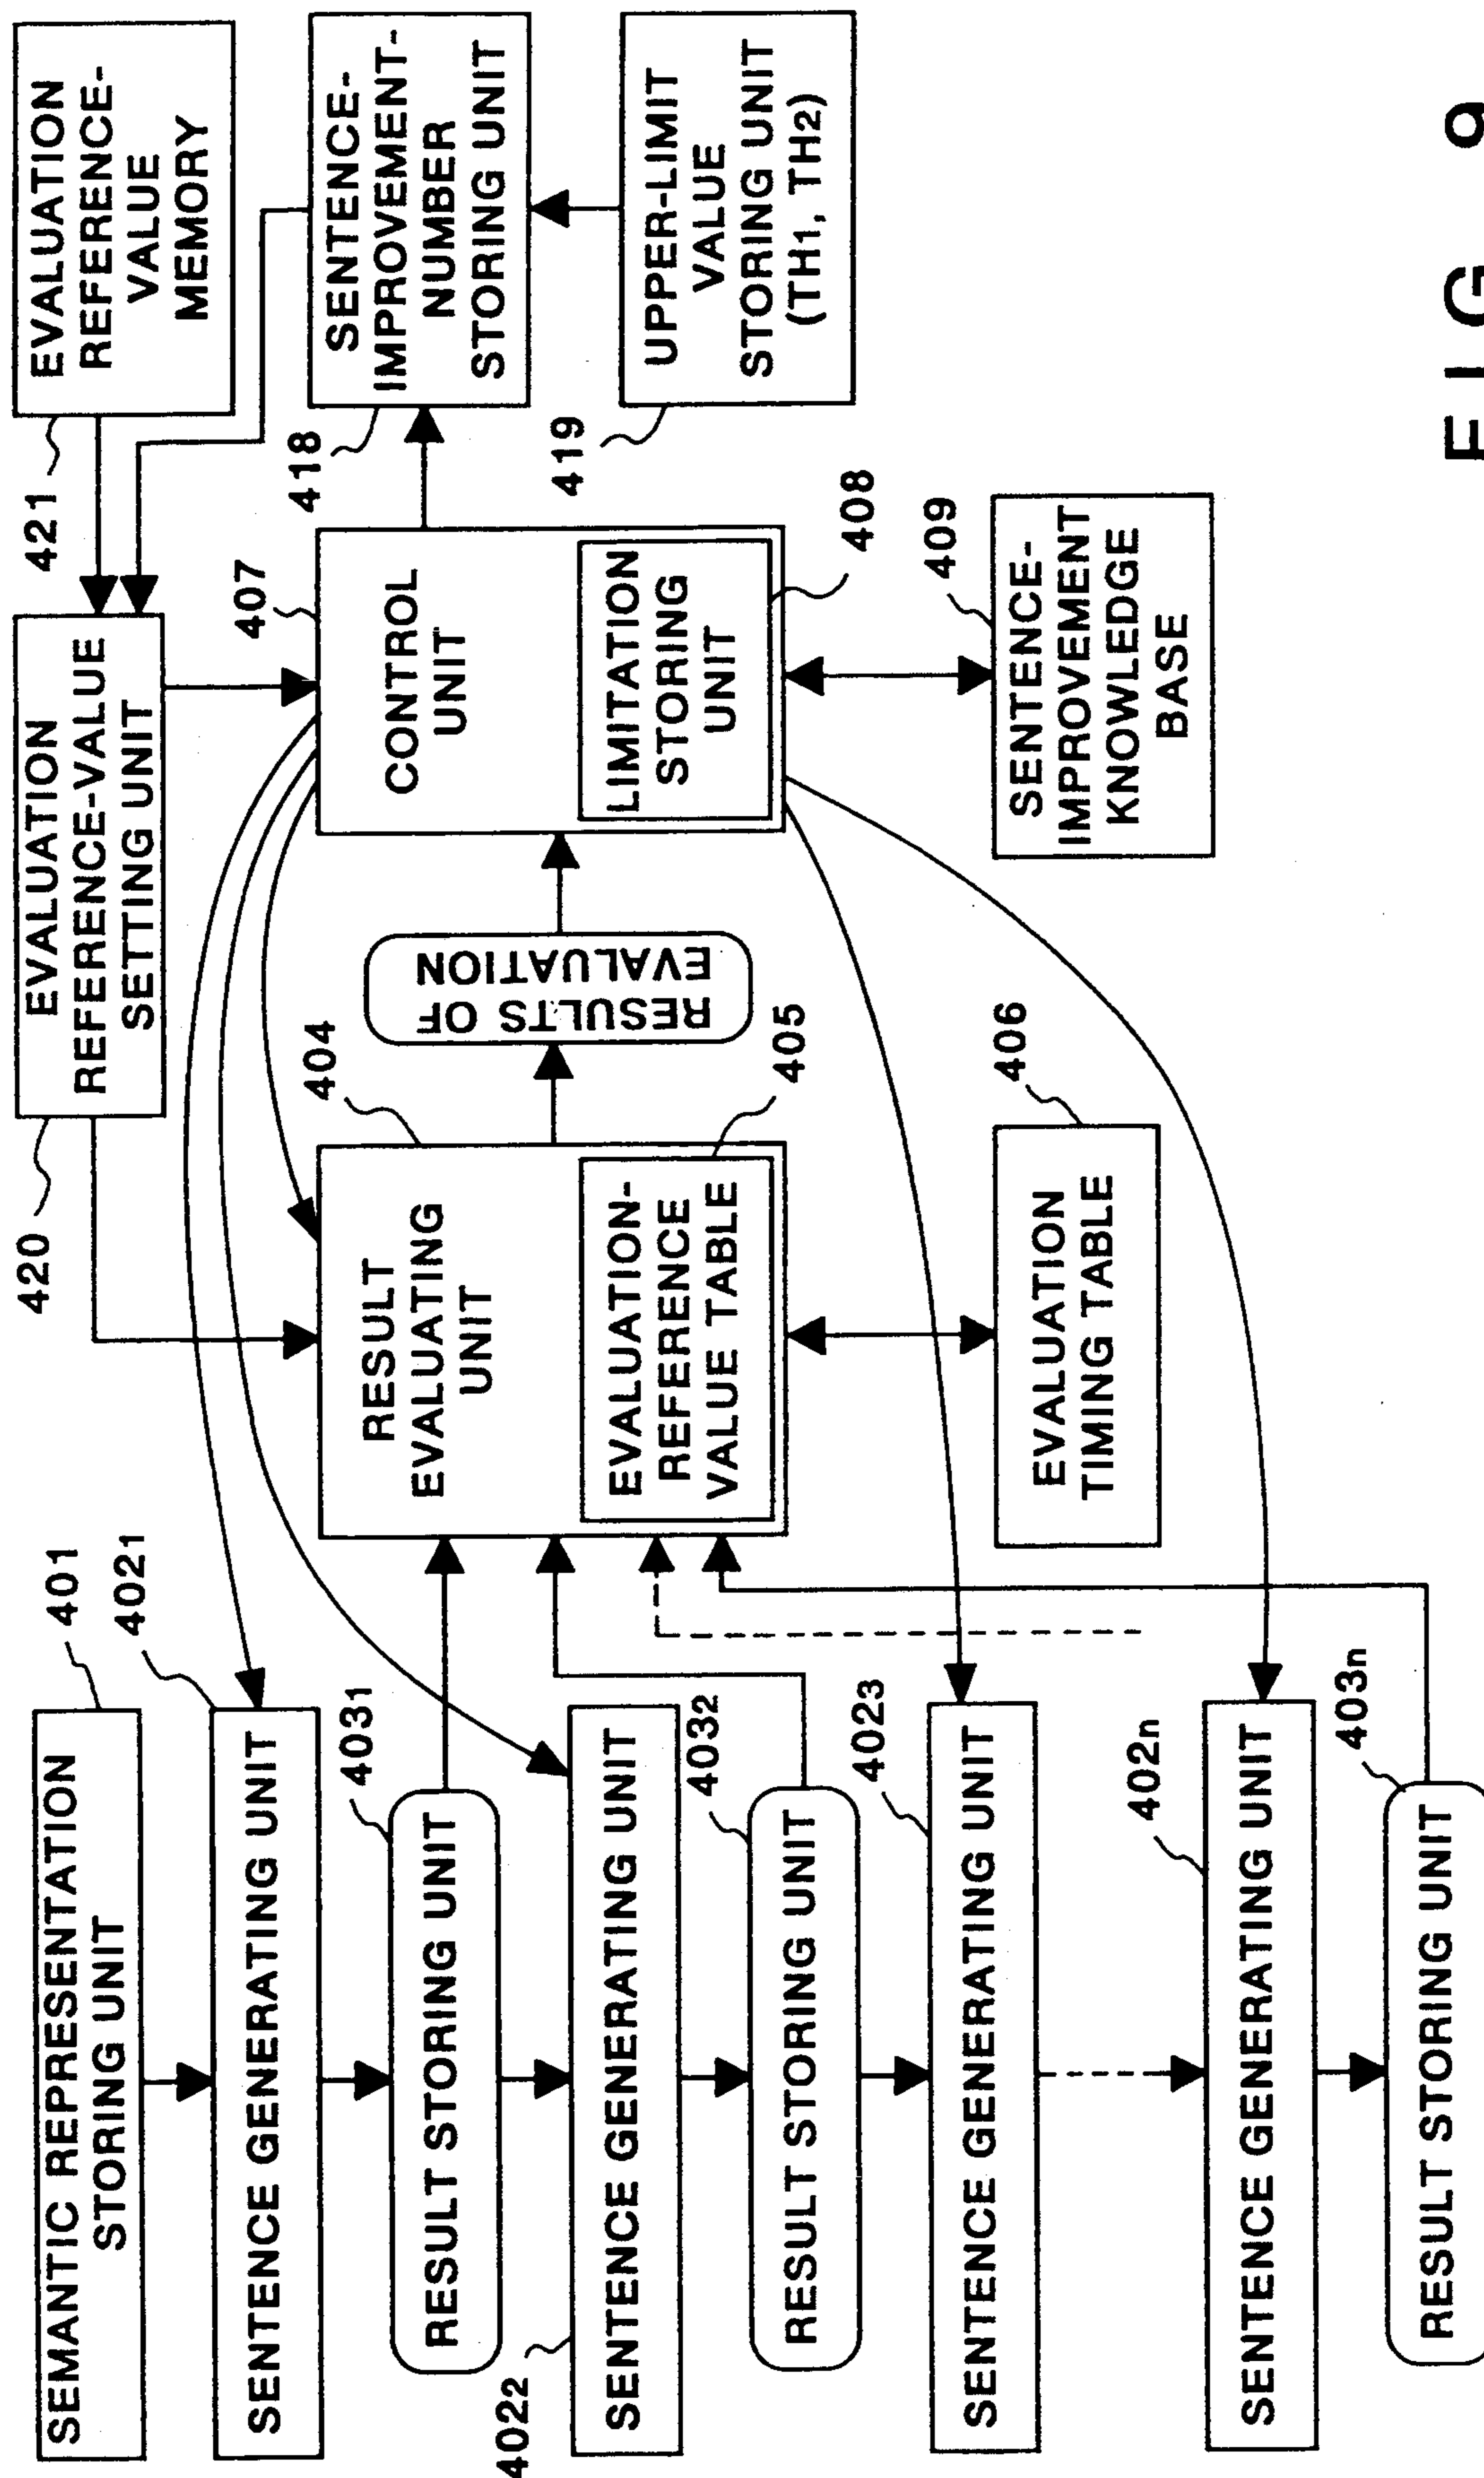 SEMANTIC REPRESENTATION
STORING UNIT
401
SENTENCE GENERATING UNIT
4021
RESULT STORING UNIT
4031
SENTENCE GENERATING UNIT
4022
RESULT STORING UNIT
4032
SENTENCE GENERATING UNIT
4023
SENTENCE GENERATING UNIT
402n
RESULT STORING UNIT
403n
EVALUATION
REFERENCE-VALUE
SETTING UNIT
420
RESULT
EVALUATING
UNIT
404
EVALUATION-
REFERENCE
VALUE TABLE
405
EVALUATION
TIMING TABLE
406
RESULTS OF
EVALUATION
CONTROL
UNIT
407
LIMITATION
STORING
UNIT
408
SENTENCE-
IMPROVEMENT
KNOWLEDGE
BASE
409
EVALUATION
REFERENCE-
VALUE
MEMORY
421
SENTENCE-
IMPROVEMENT-
NUMBER
STORING UNIT
418
UPPER-LIMIT
VALUE
STORING UNIT
(TH1, TH2)
419
FIG. 9